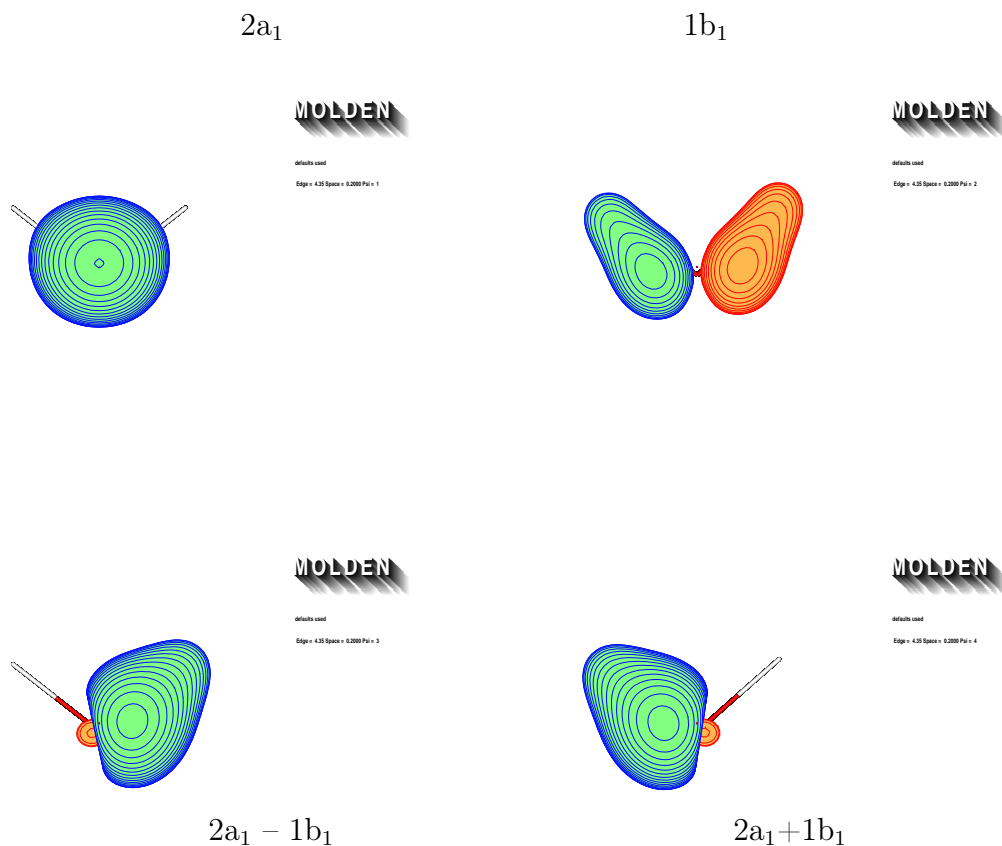 2a₁
1b₁
MOLDEN
defaults used
Edge = 4.35 Space = 0.2000 Psi = 1
MOLDEN
defaults used
Edge = 4.35 Space = 0.2000 Psi = 2
MOLDEN
defaults used
Edge = 4.35 Space = 0.2000 Psi = 3
MOLDEN
defaults used
Edge = 4.35 Space = 0.2000 Psi = 4
2a₁ – 1b₁
2a₁+1b₁